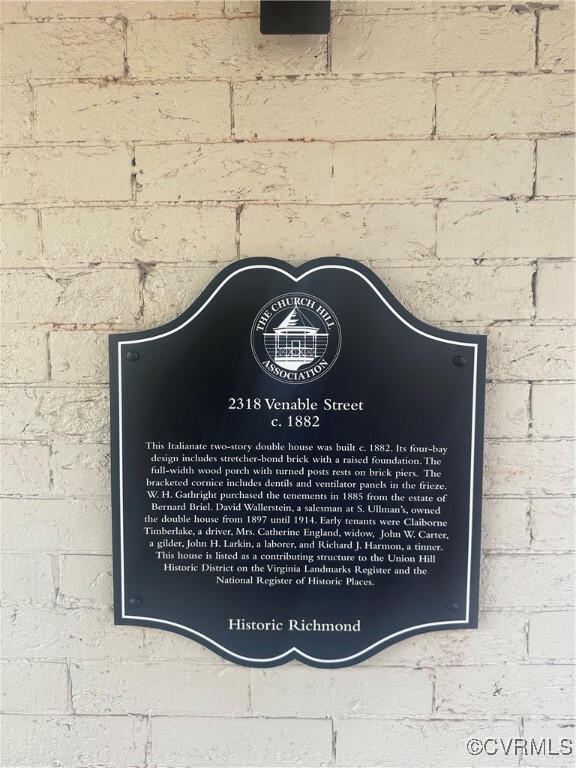 THE CHURCH HILL
ASSOCIATION
2318 Venable Street
c. 1882
This Italianate two-story double house was built c. 1882. Its four-bay
design includes stretcher-bond brick with a raised foundation. The
full-width wood porch with turned posts rests on brick piers. The
bracketed cornice includes dentils and ventilator panels in the frieze.
W. H. Gathright purchased the tenements in 1885 from the estate of
Bernard Briel. David Wallerstein, a salesman at S. Ullman's, owned
the double house from 1897 until 1914. Early tenants were Claiborne
Timberlake, a driver, Mrs. Catherine England, widow, John W. Carter,
a gilder, John H. Larkin, a laborer, and Richard J. Harmon, a tinner.
This house is listed as a contributing structure to the Union Hill
Historic District on the Virginia Landmarks Register and the
National Register of Historic Places.
Historic Richmond
©CVRMLS